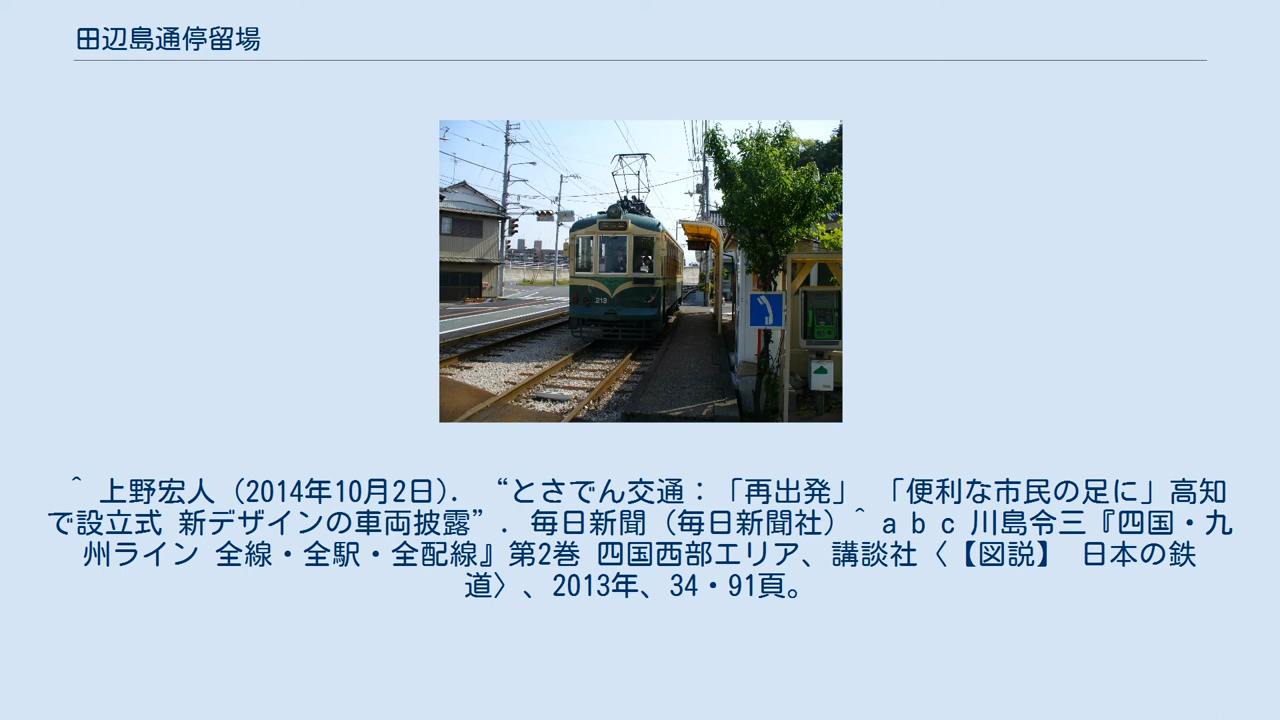 田辺島通停留場
213
^ 上野宏人（2014年10月2日）． “とさでん交通：「再出発」 「便利な市民の足に」高知
で設立式 新デザインの車両披露”．毎日新聞（毎日新聞社）^ a b c 川島令三『四国・九
州ライン 全線・全駅・全配線』第2巻 四国西部エリア、講談社〈【図説】 日本の鉄
道〉、2013年、34・91頁。